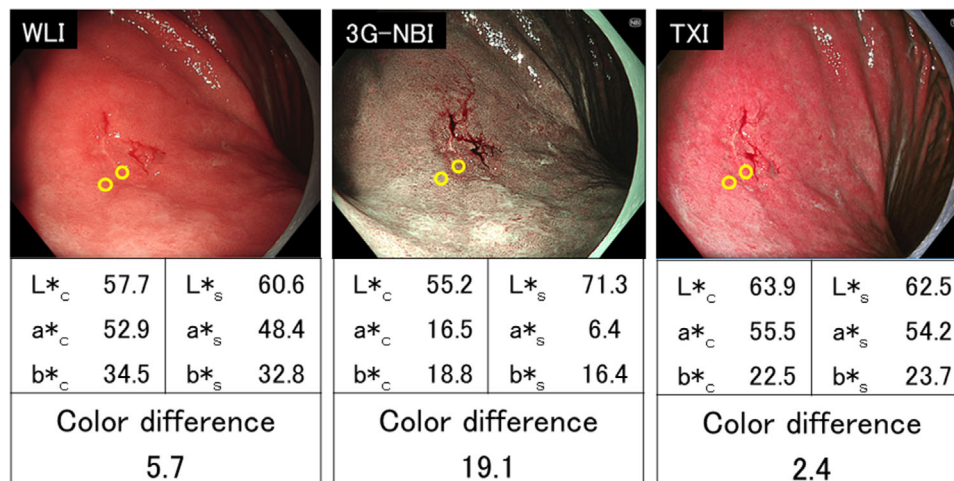 WLI
3G-NBI
NBI
TXI
L*c 57.7 L*s 60.6
a*c 52.9 a*s 48.4
b*c 34.5 b*s 32.8
Color difference
5.7
L*c 55.2 L*s 71.3
a*c 16.5 a*s 6.4
b*c 18.8 b*s 16.4
Color difference
19.1
L*c 63.9 L*s 62.5
a*c 55.5 a*s 54.2
b*c 22.5 b*s 23.7
Color difference
2.4